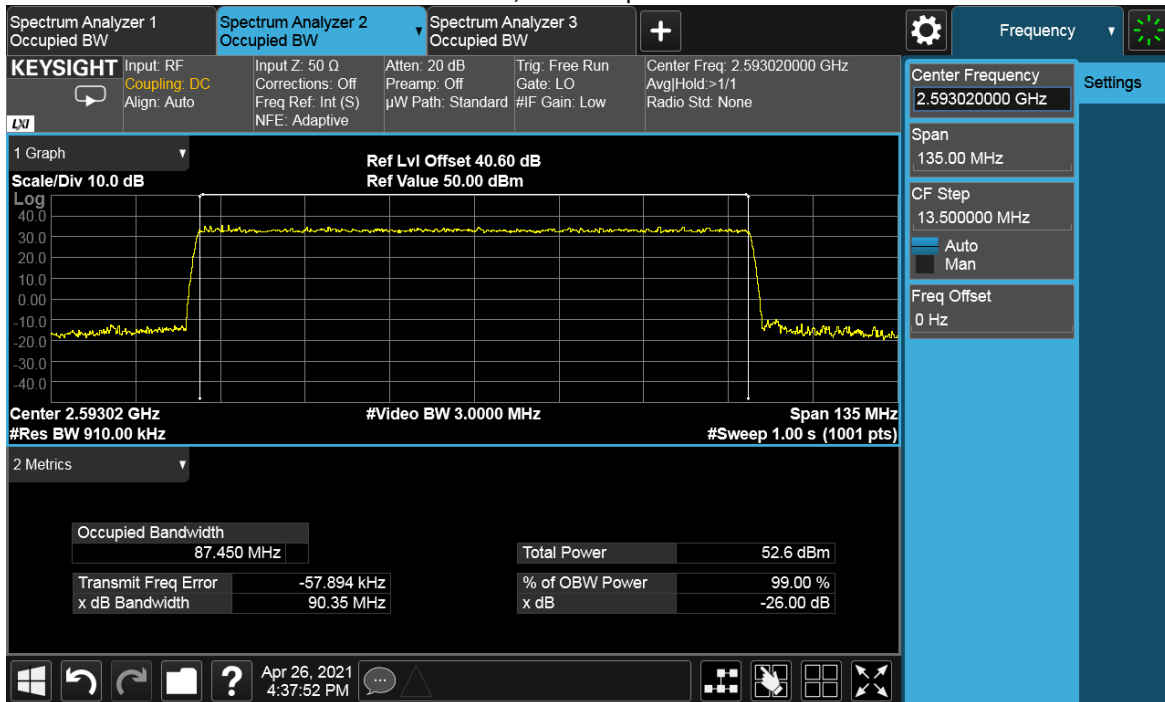 Spectrum Analyzer 1
Occupied BW
Spectrum Analyzer 2
Occupied BW
Spectrum Analyzer 3
Occupied BW
+
Frequency
KEYSIGHT
LXI
Input: RF
Coupling: DC
Align: Auto
Input Z: 50 Ω
Corrections: Off
Freq Ref: Int (S)
NFE: Adaptive
Atten: 20 dB
Preamp: Off
µW Path: Standard
Trig: Free Run
Gate: LO
#IF Gain: Low
Center Freq: 2.593020000 GHz
Avg|Hold:>1/1
Radio Std: None
Center Frequency
2.593020000 GHz
Settings
Span
135.00 MHz
CF Step
13.500000 MHz
Auto
Man
Freq Offset
0 Hz
1 Graph
Scale/Div 10.0 dB
Ref Lvl Offset 40.60 dB
Ref Value 50.00 dBm
Log
40.0
30.0
20.0
10.0
0.00
-10.0
-20.0
-30.0
-40.0
Center 2.59302 GHz
#Video BW 3.0000 MHz
Span 135 MHz
#Res BW 910.00 kHz
#Sweep 1.00 s (1001 pts)
2 Metrics
Occupied Bandwidth
87.450 MHz
Total Power 52.6 dBm
Transmit Freq Error -57.894 kHz
% of OBW Power 99.00 %
x dB Bandwidth 90.35 MHz
x dB -26.00 dB
?
Apr 26, 2021
4:37:52 PM